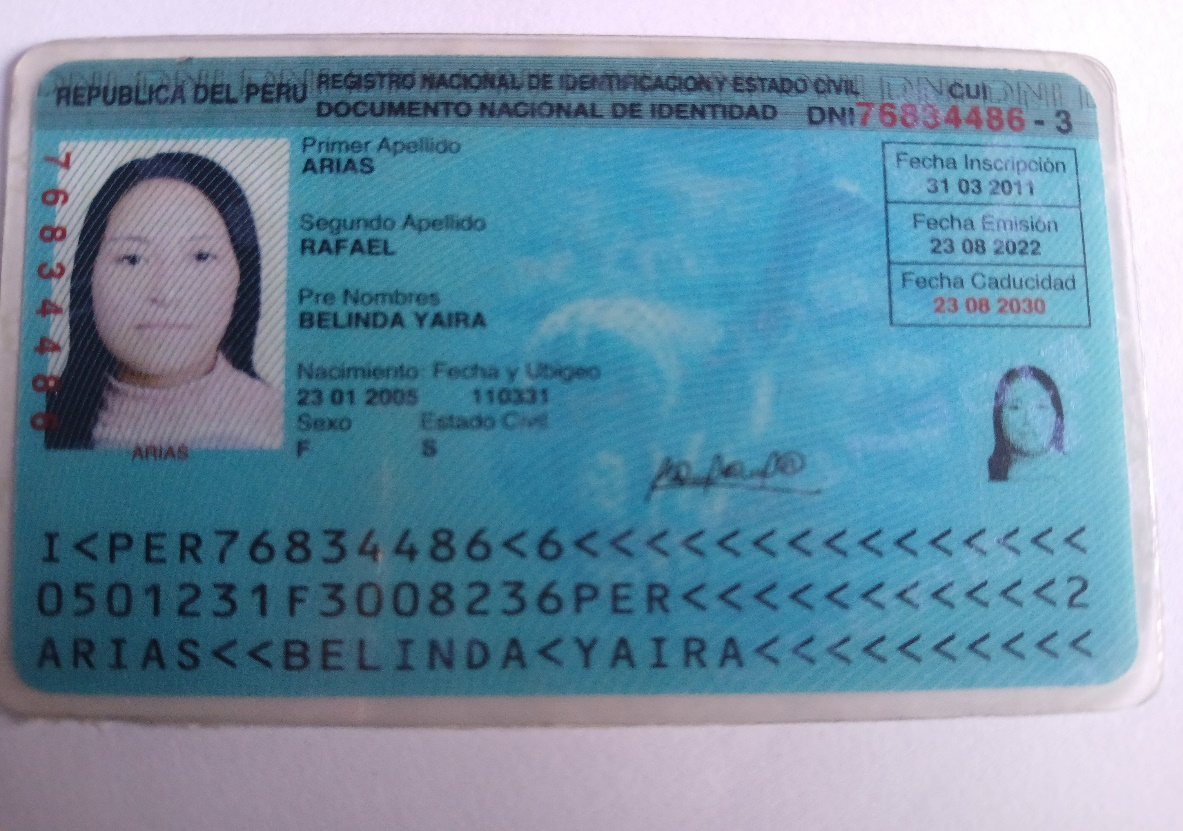 REPUBLICA DEL PERU
REGISTRO NACIONAL DE IDENTIFICACION Y ESTADO CIVIL
DOCUMENTO NACIONAL DE IDENTIDAD
CUI
DNI 76834486 - 3
76834486
Primer Apellido
ARIAS
Segundo Apellido
RAFAEL
Pre Nombres
BELINDA YAIRA
Nacimiento: Fecha y Ubigeo
23 01 2005 110331
Sexo Estado Civil
F S
ARIAS
Fecha Inscripción
31 03 2011
Fecha Emisión
23 08 2022
Fecha Caducidad
23 08 2030
I<PER76834486<6<<<<<<<<<<<<<<<
0501231F3008236PER<<<<<<<<<<<2
ARIAS<<BELINDA<YAIRA<<<<<<<<<<